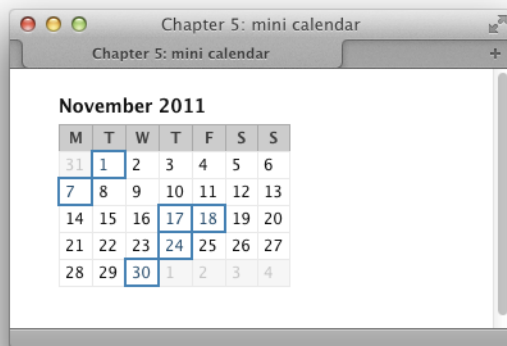 Chapter 5: mini calendar
Chapter 5: mini calendar +
November 2011
M T W T F S S
31 1 2 3 4 5 6
7 8 9 10 11 12 13
14 15 16 17 18 19 20
21 22 23 24 25 26 27
28 29 30 1 2 3 4